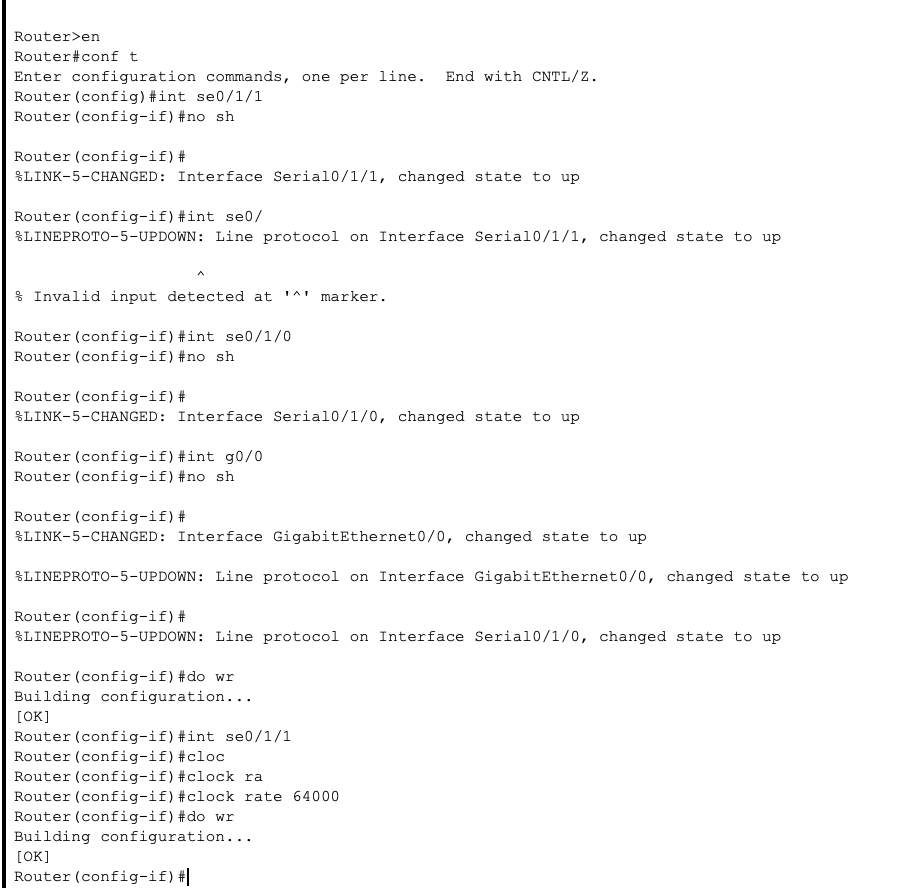 Router>en
Router#conf t
Enter configuration commands, one per line.  End with CNTL/Z.
Router(config)#int se0/1/1
Router(config-if)#no sh
Router(config-if)#
%LINK-5-CHANGED: Interface Serial0/1/1, changed state to up
Router(config-if)#int se0/
%LINEPROTO-5-UPDOWN: Line protocol on Interface Serial0/1/1, changed state to up
^
% Invalid input detected at '^' marker.
Router(config-if)#int se0/1/0
Router(config-if)#no sh
Router(config-if)#
%LINK-5-CHANGED: Interface Serial0/1/0, changed state to up
Router(config-if)#int g0/0
Router(config-if)#no sh
Router(config-if)#
%LINK-5-CHANGED: Interface GigabitEthernet0/0, changed state to up
%LINEPROTO-5-UPDOWN: Line protocol on Interface GigabitEthernet0/0, changed state to up
Router(config-if)#
%LINEPROTO-5-UPDOWN: Line protocol on Interface Serial0/1/0, changed state to up
Router(config-if)#do wr
Building configuration...
[OK]
Router(config-if)#int se0/1/1
Router(config-if)#cloc
Router(config-if)#clock ra
Router(config-if)#clock rate 64000
Router(config-if)#do wr
Building configuration...
[OK]
Router(config-if)#